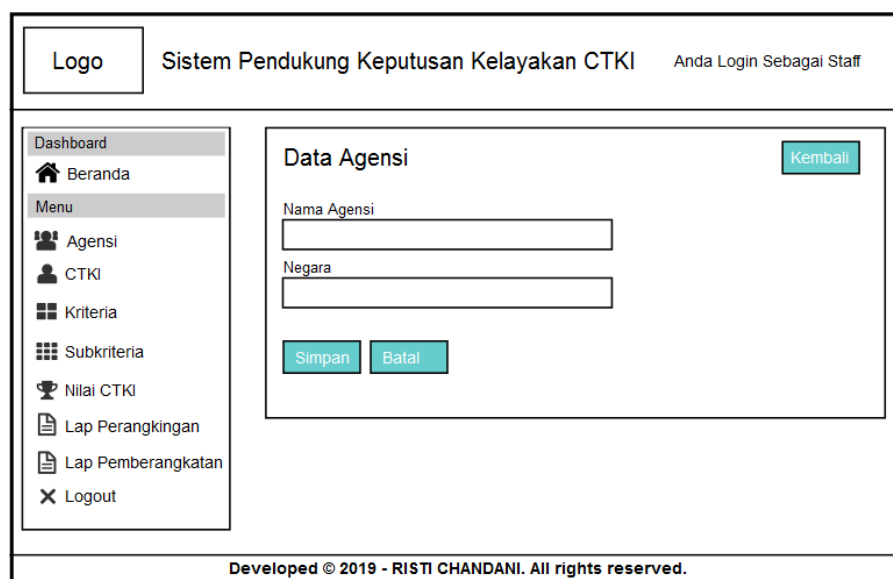 Logo
Sistem Pendukung Keputusan Kelayakan CTKI
Anda Login Sebagai Staff
Dashboard
Beranda
Menu
Agensi
CTKI
Kriteria
Subkriteria
Nilai CTKI
Lap Perangkingan
Lap Pemberangkatan
Logout
Data Agensi
Kembali
Nama Agensi
Negara
Simpan
Batal
Developed © 2019 - RISTI CHANDANI. All rights reserved.